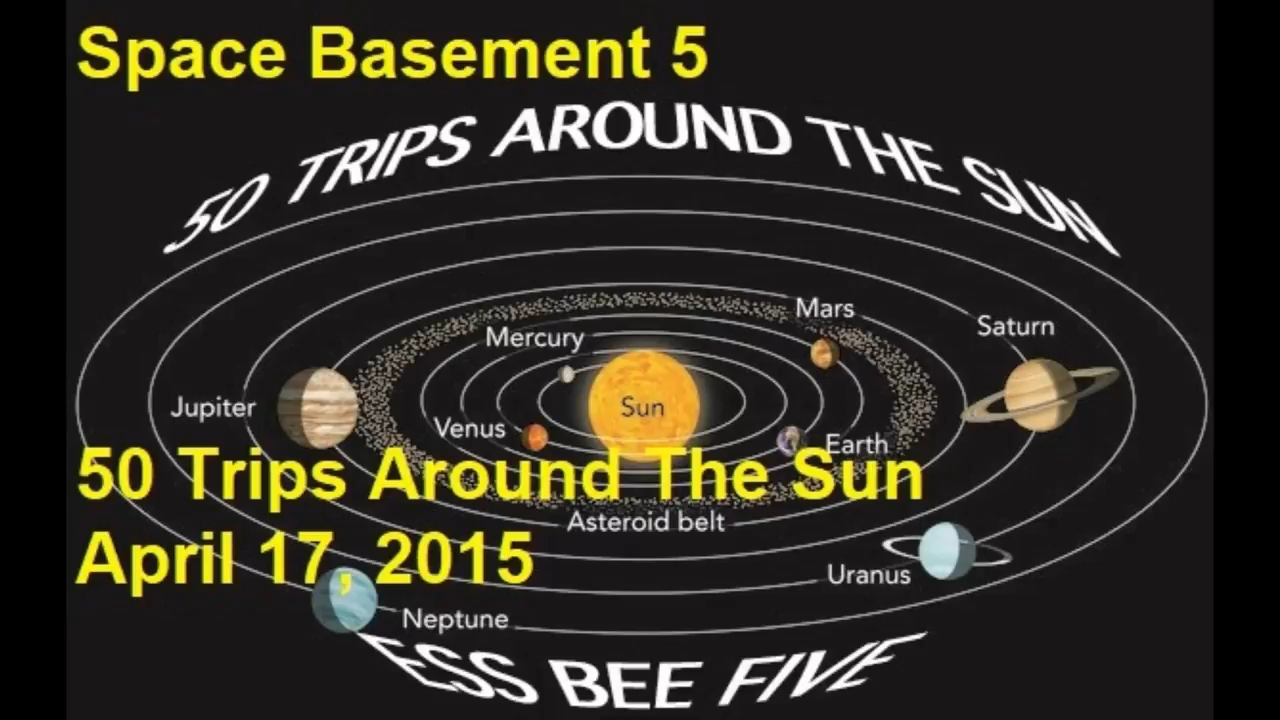 Space Basement 5
50 TRIPS AROUND THE SUN
Mars
Saturn
Mercury
Jupiter
Sun
Venus
Earth
50 Trips Around The Sun
Asteroid belt
April 17, 2015
Uranus
Neptune
ESS BEE FIVE